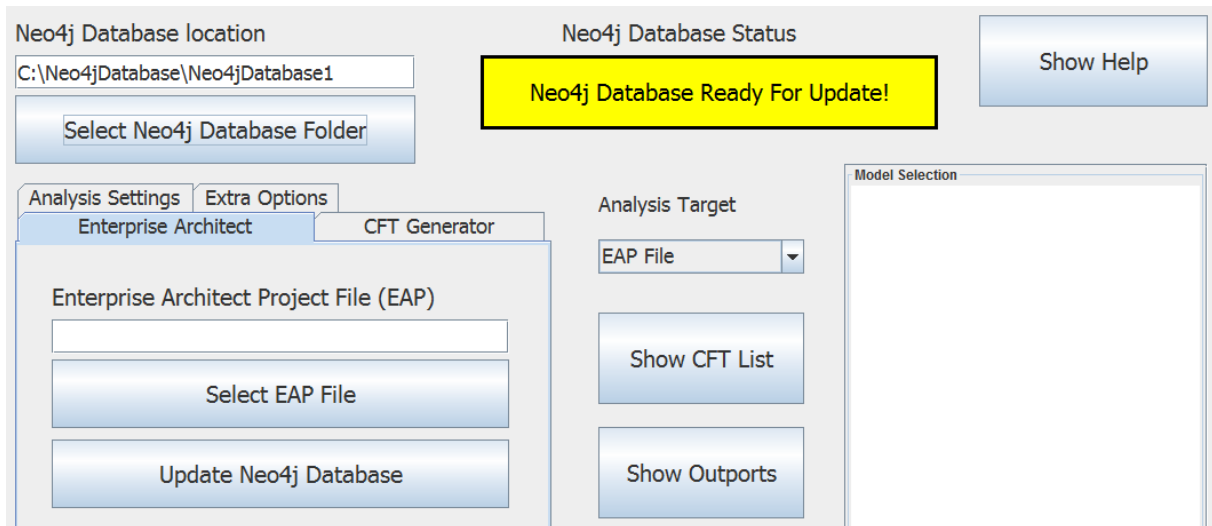 Neo4j Database location
C:\Neo4jDatabase\Neo4jDatabase1
Select Neo4j Database Folder
Neo4j Database Status
Neo4j Database Ready For Update!
Show Help
Analysis Settings
Extra Options
Enterprise Architect
CFT Generator
Enterprise Architect Project File (EAP)
Select EAP File
Update Neo4j Database
Analysis Target
EAP File
Show CFT List
Show Outports
Model Selection